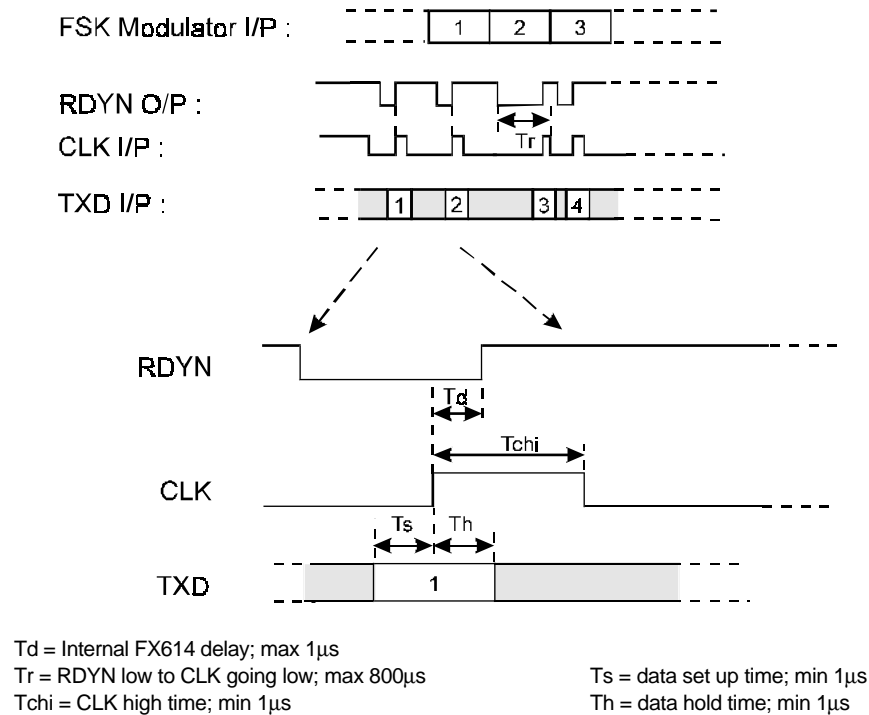 FSK Modulator I/P :
1 2 3
RDYN O/P :
Tr
CLK I/P :
TXD I/P :
1 2 3 4
RDYN
Td
Tchi
CLK
Ts Th
TXD
1
Td = Internal FX614 delay; max 1µs
Tr = RDYN low to CLK going low; max 800µs
Ts = data set up time; min 1µs
Tchi = CLK high time; min 1µs
Th = data hold time; min 1µs